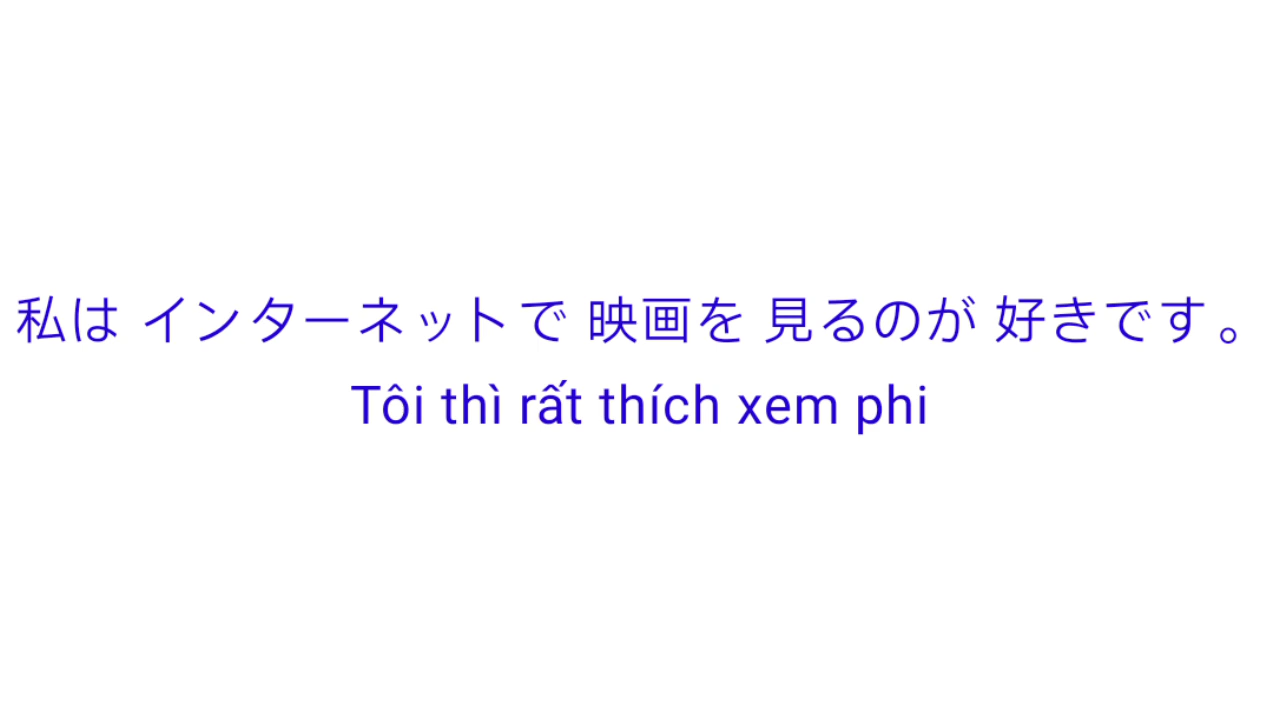 私は インターネットで 映画を 見るのが 好きです。
Tôi thì rất thích xem phi